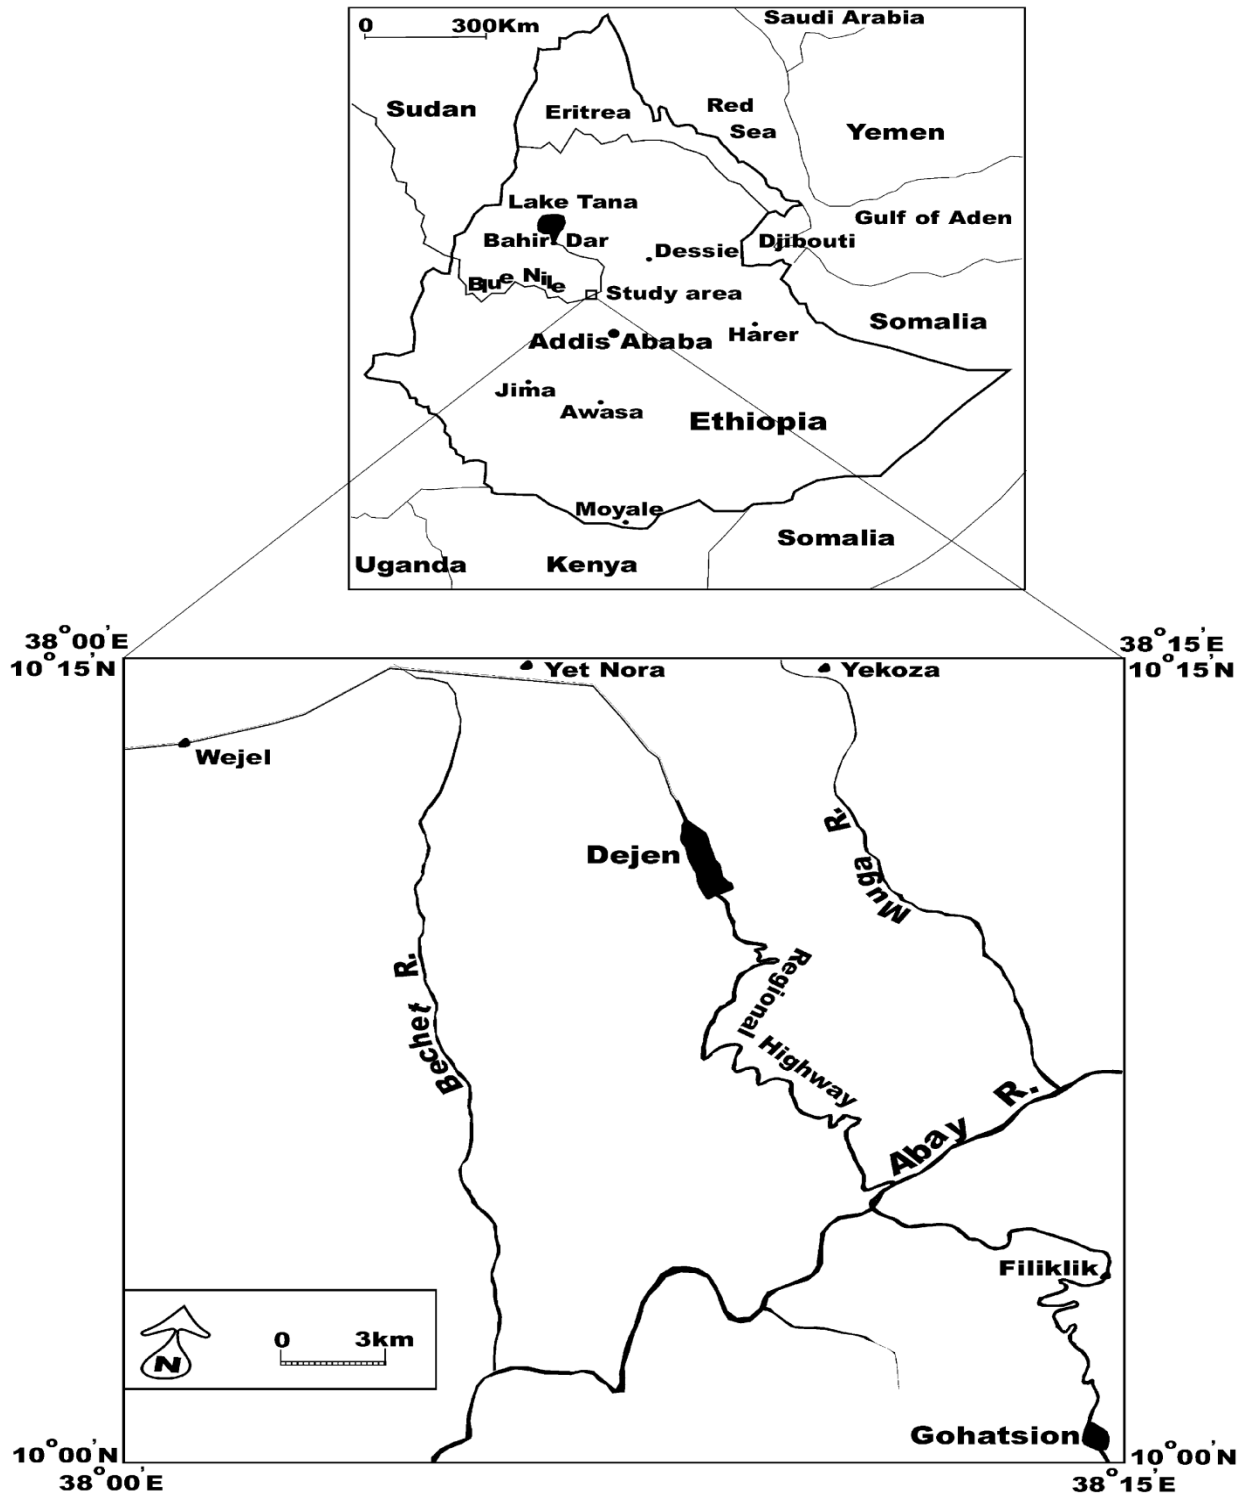 Saudi Arabia
0 300Km
Sudan
Eritrea
Red
Sea
Yemen
Lake Tana
Gulf of Aden
Bahir Dar
Djibouti
Dessie
Blue Nile
Study area
Somalia
Harer
Addis Ababa
Jima
Awasa
Ethiopia
Moyale
Somalia
Uganda
Kenya
38°00'E
38°15'E
10°15'N
10°15'N
Yet Nora
Yekoza
Wejel
Muga R.
Dejen
Bechet R.
Regional Highway
Abay R.
Filiklik
0 3km
N
Gohatsion
10°00'N
10°00'N
38°00'E
38°15'E